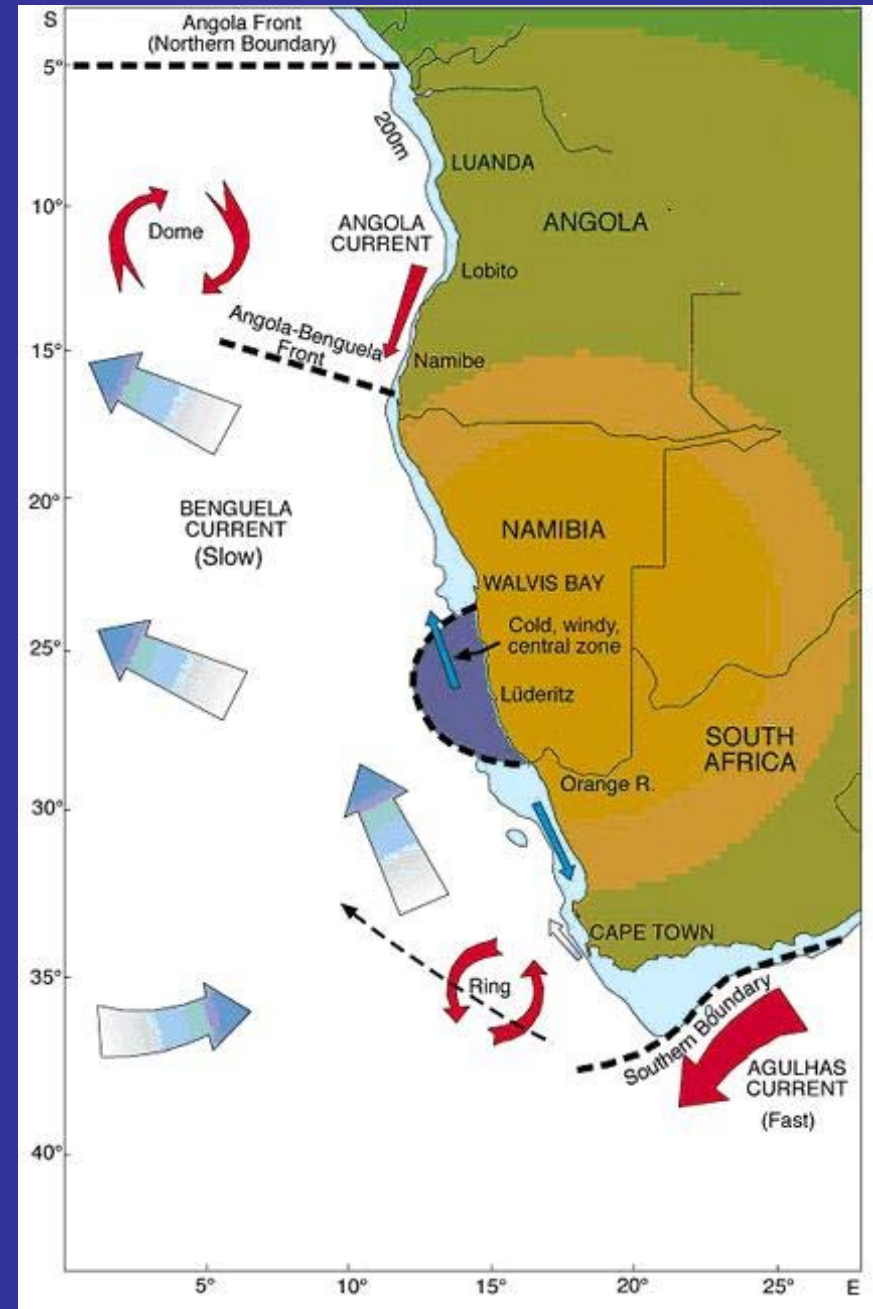 S
Angola Front
(Northern Boundary)
5°
200m
LUANDA
10°
Dome
ANGOLA
CURRENT
ANGOLA
Lobito
Angola-Benguela
Front
15°
Namibe
20°
BENGUELA
CURRENT
(Slow)
NAMIBIA
WALVIS BAY
Cold, windy,
central zone
25°
Lüderitz
SOUTH
AFRICA
Orange R.
30°
CAPE TOWN
35°
Ring
Southern Boundary
AGULHAS
CURRENT
(Fast)
40°
5°
10°
15°
20°
25°
E